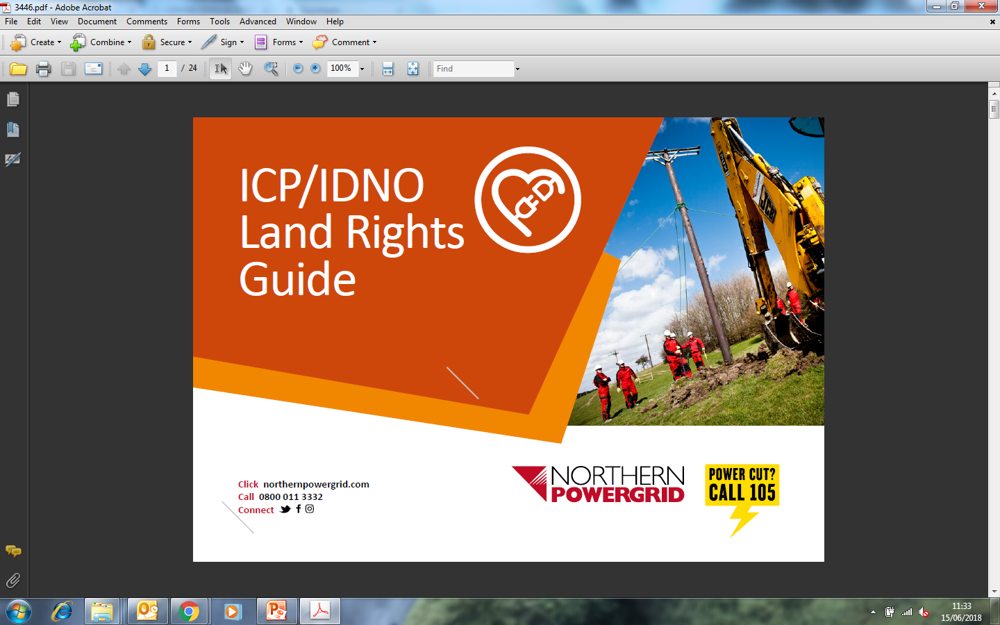 3446.pdf - Adobe Acrobat
File Edit View Document Comments Forms Tools Advanced Window Help
Create Combine Secure Sign Forms Comment
1 / 24 100% Find
ICP/IDNO
Land Rights
Guide
JCB
JCB
Click northernpowergrid.com
Call 0800 011 3332
Connect
NORTHERN
POWERGRID
POWER CUT?
CALL 105
11:33
15/06/2018